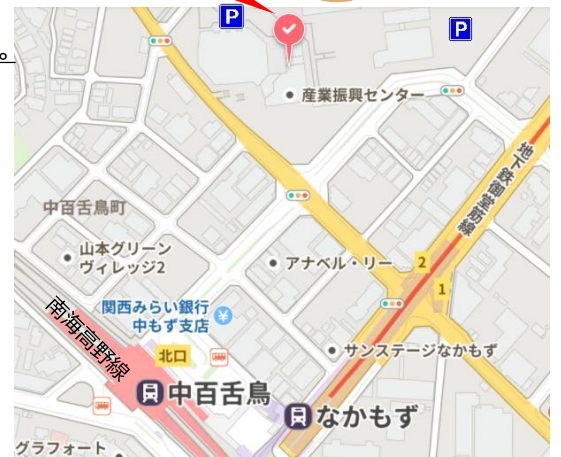 P
P
。
産業振興センター
地下鉄御堂筋線
中百舌鳥町
山本グリーン
ヴィレッジ2
アナベル・リー
2
1
関西みらい銀行
中もず支店
¥
南海高野線
北口
サンステージなかもず
中百舌鳥
なかもず
グラフォート